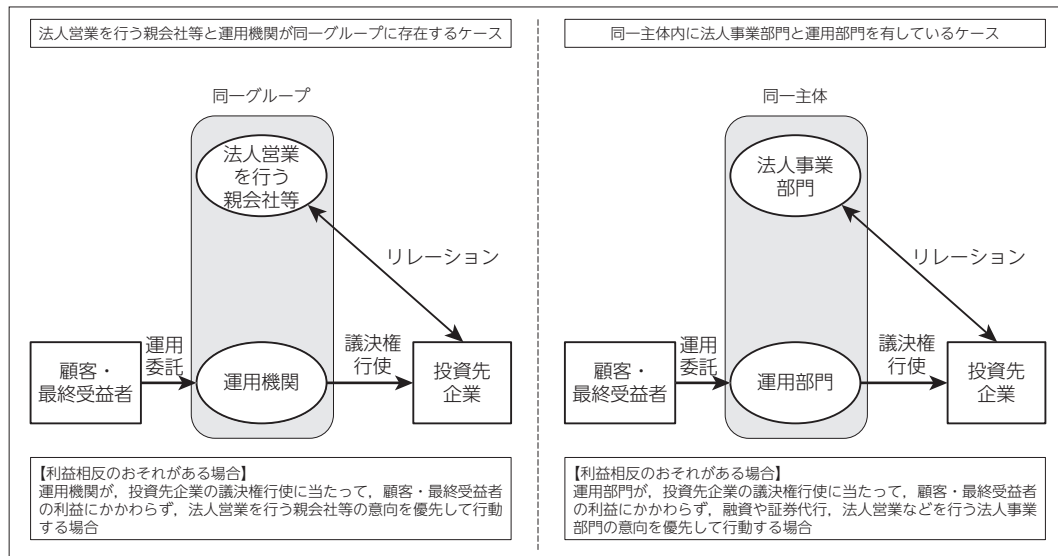 法人営業を行う親会社等と運用機関が同一グループに存在するケース
同一グループ
法人営業
を行う
親会社等
リレーション
顧客・
最終受益者
運用
委託
運用機関
議決権
行使
投資先
企業
【利益相反のおそれがある場合】
運用機関が，投資先企業の議決権行使に当たって，顧客・最終受益者
の利益にかかわらず，法人営業を行う親会社等の意向を優先して行動
する場合
同一主体内に法人事業部門と運用部門を有しているケース
同一主体
法人事業
部門
リレーション
顧客・
最終受益者
運用
委託
運用部門
議決権
行使
投資先
企業
【利益相反のおそれがある場合】
運用部門が，投資先企業の議決権行使に当たって，顧客・最終受益者
の利益にかかわらず，融資や証券代行，法人営業などを行う法人事業
部門の意向を優先して行動する場合